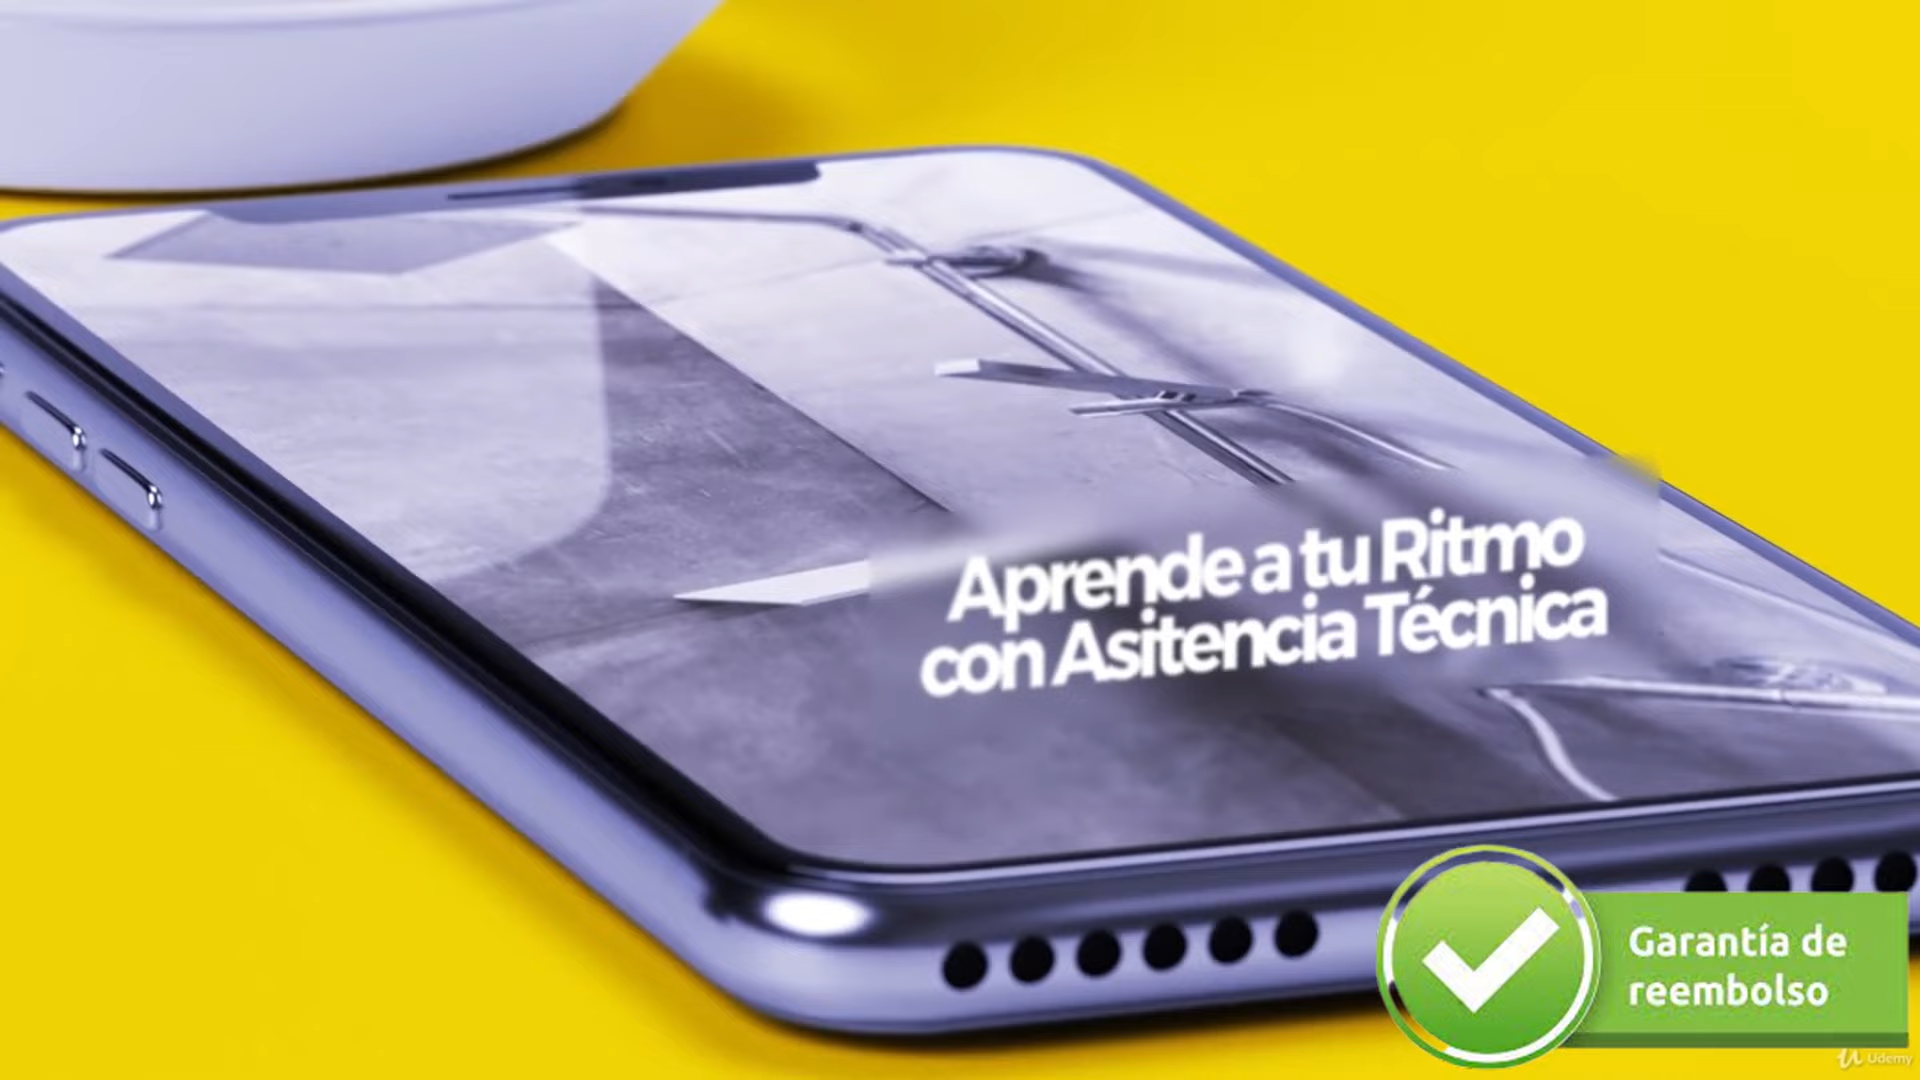 Aprende a tu Ritmo
con Asitencia Técnica
Garantía de
reembolso
Udemy